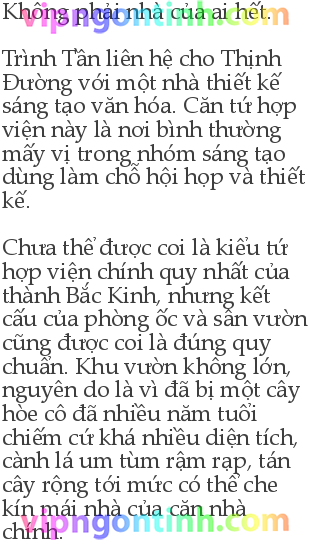 Không phải nhà của ai hết.
vipngontinh.com
Trình Tân liên hệ cho Thịnh
Đường với một nhà thiết kế
sáng tạo văn hóa. Căn tứ hợp
viện này là nơi bình thường
mấy vị trong nhóm sáng tạo
dùng làm chỗ hội họp và thiết
kế.
Chưa thể được coi là kiểu tứ
hợp viện chính quy nhất của
thành Bắc Kinh, nhưng kết
cấu của phòng ốc và sân vườn
cũng được coi là đúng quy
chuẩn. Khu vườn không lớn,
nguyên do là vì đã bị một cây
hòe cô đã nhiều năm tuổi
chiếm cứ khá nhiều diện tích,
cành lá um tùm rậm rạp, tán
cây rộng tới mức có thể che
kín mái nhà của căn nhà
chính.
vipngontinh.com